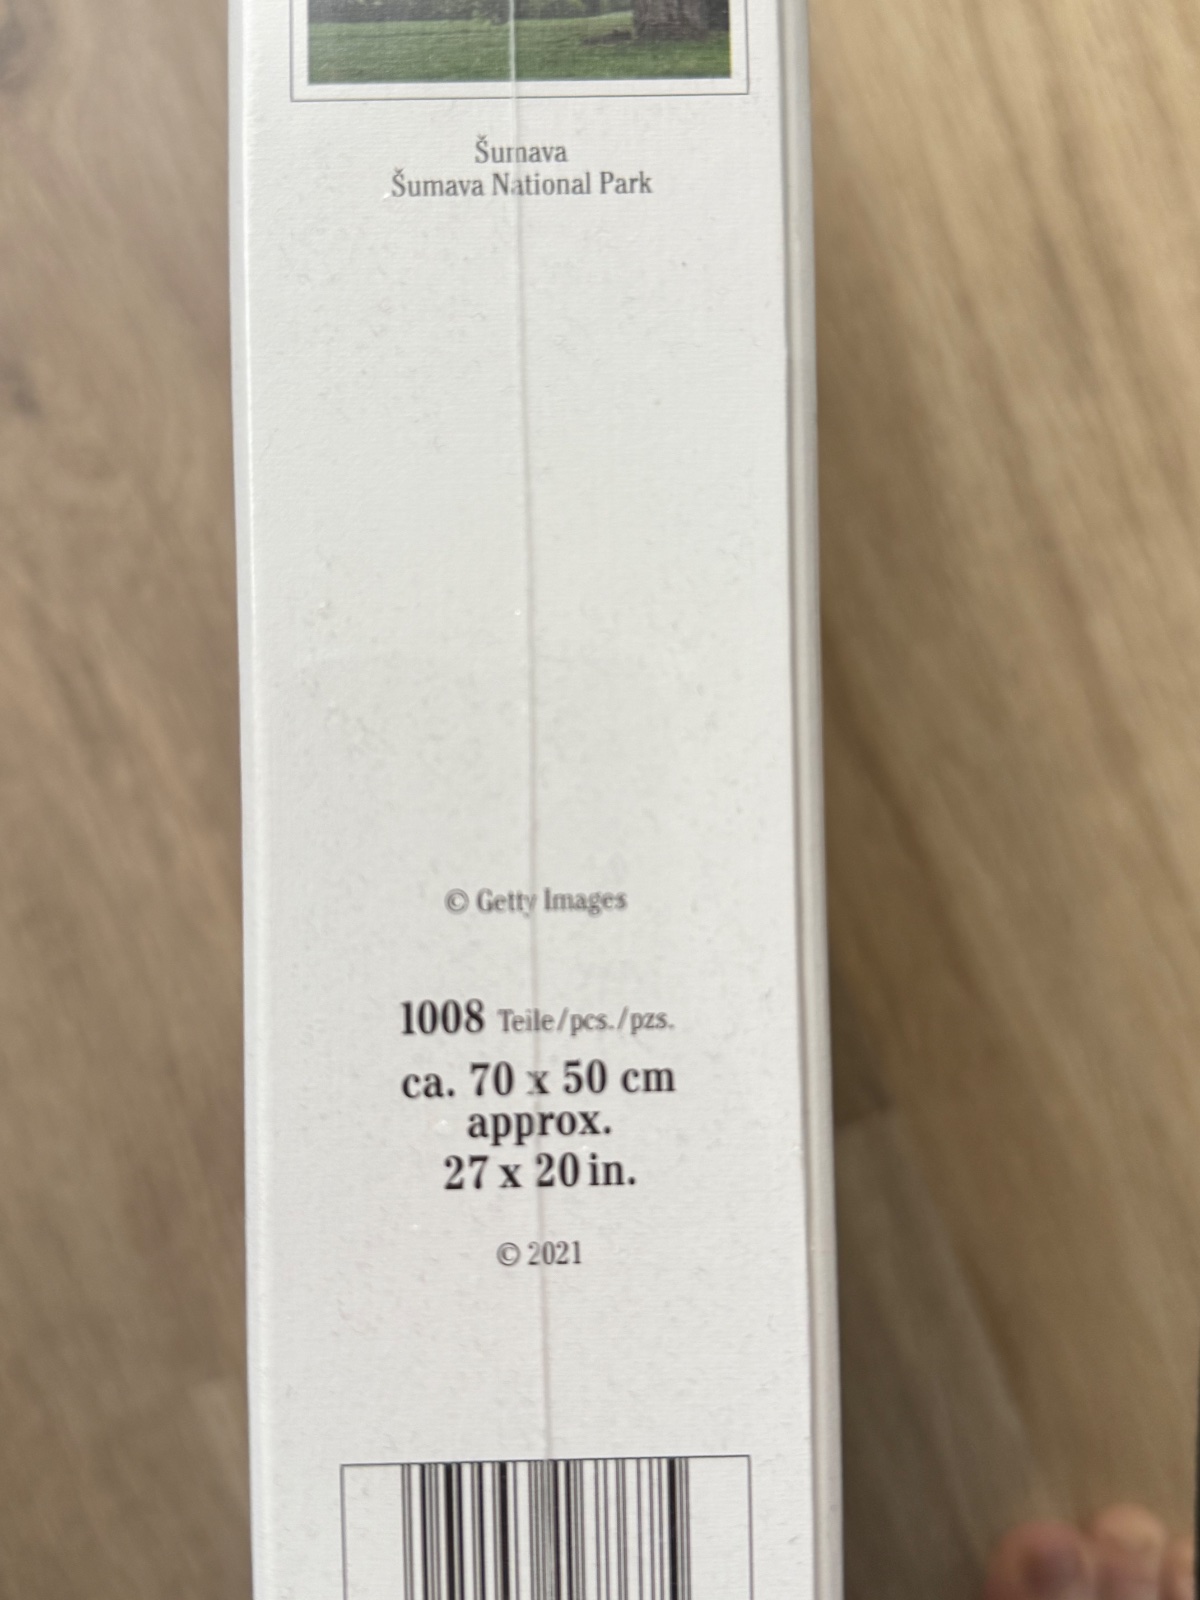 Šumava
Šumava National Park
© Getty Images
1008 Teile/pcs./pzs.
ca. 70 x 50 cm
approx.
27 x 20 in.
© 2021